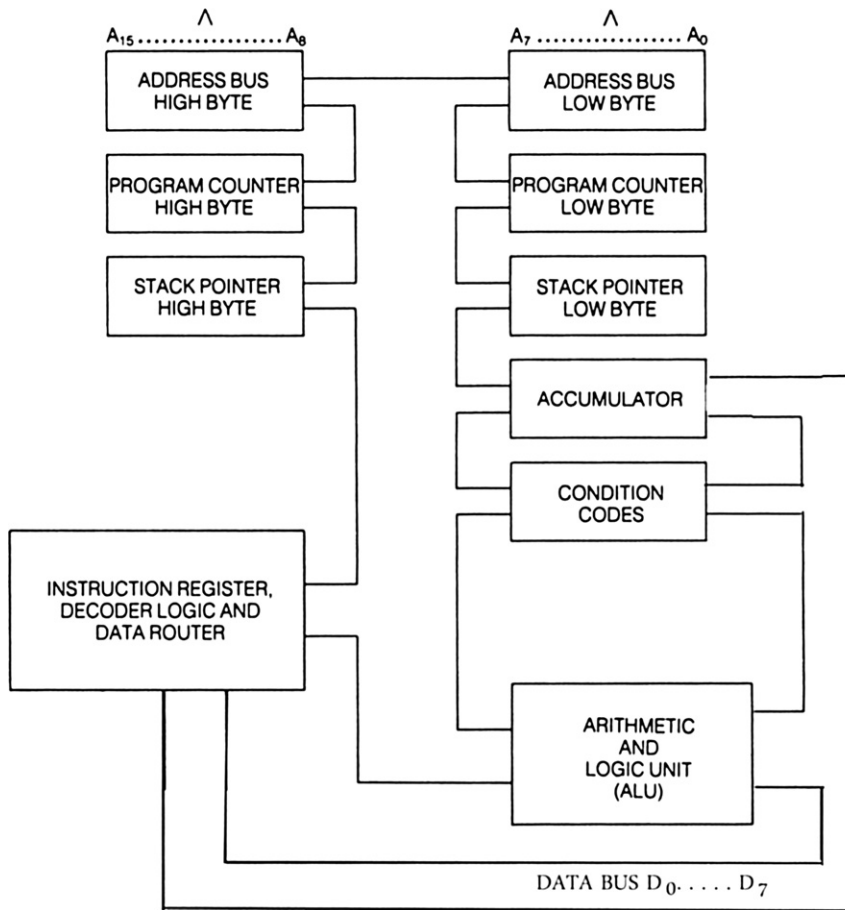 Λ
A₁₅ . . . . . . . . . . . . . . . . A₈
ADDRESS BUS
HIGH BYTE
PROGRAM COUNTER
HIGH BYTE
STACK POINTER
HIGH BYTE
INSTRUCTION REGISTER,
DECODER LOGIC AND
DATA ROUTER
Λ
A₇ . . . . . . . . . . . . . . . . A₀
ADDRESS BUS
LOW BYTE
PROGRAM COUNTER
LOW BYTE
STACK POINTER
LOW BYTE
ACCUMULATOR
CONDITION
CODES
ARITHMETIC
AND
LOGIC UNIT
(ALU)
DATA BUS D₀. . . . . D₇